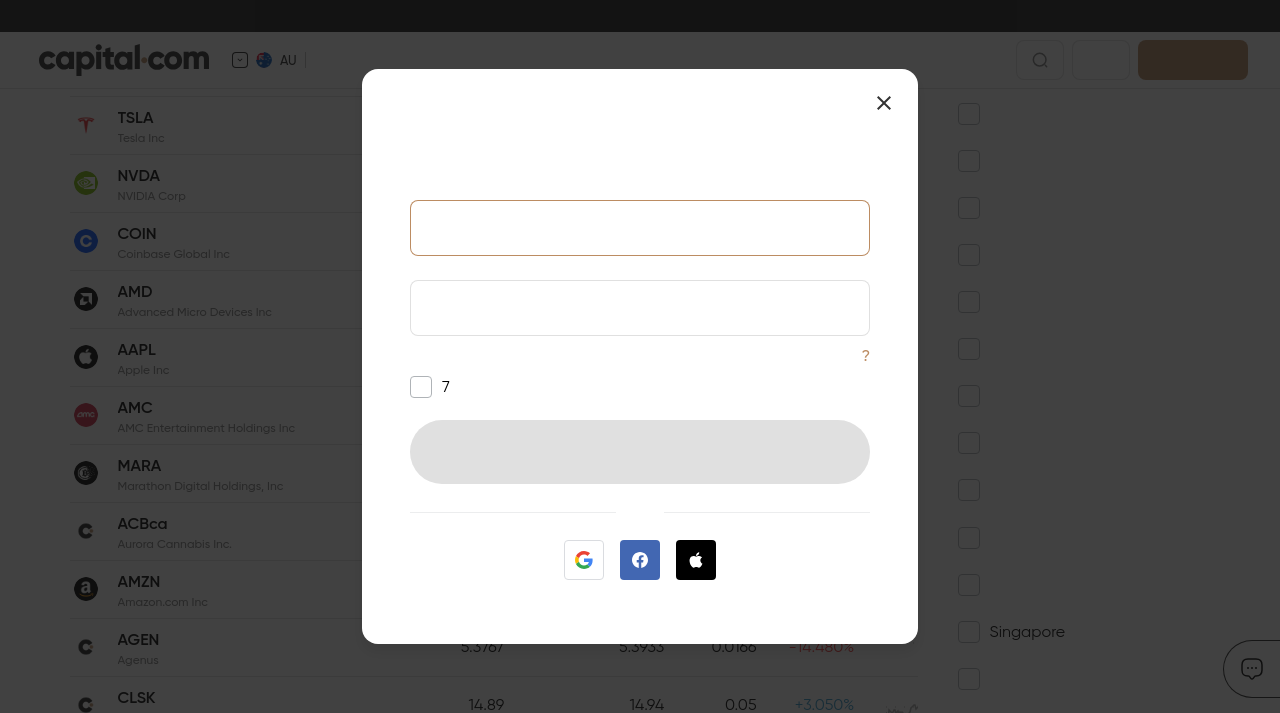 capital.com
AU
TSLA
Tesla Inc
NVDA
NVIDIA Corp
COIN
Coinbase Global Inc
AMD
Advanced Micro Devices Inc
AAPL
Apple Inc
AMC
AMC Entertainment Holdings Inc
MARA
Marathon Digital Holdings, Inc
ACBca
Aurora Cannabis Inc.
AMZN
Amazon.com Inc
AGEN
Agenus
5.3767 5.3933 0.0166 -14.480%
CLSK
14.89 14.94 0.05 +3.050%
?
7
Singapore